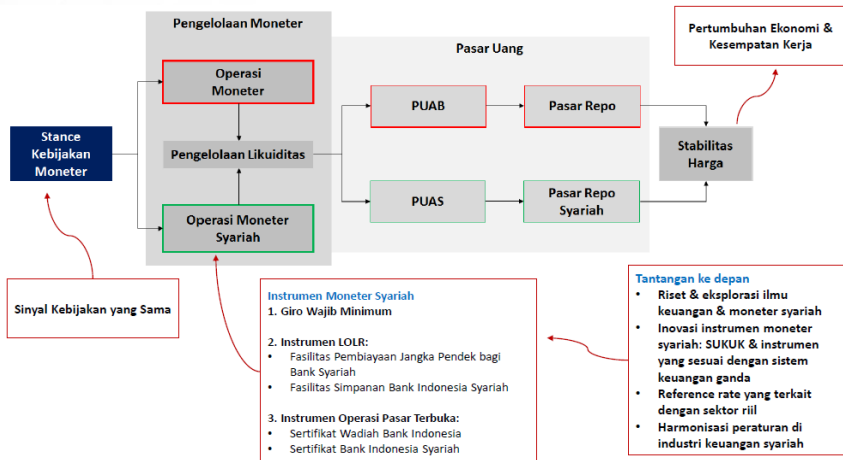 Pengelolaan Moneter
Pasar Uang
Pertumbuhan Ekonomi &
Kesempatan Kerja
Operasi
Moneter
PUAB
Pasar Repo
Stance
Kebijakan
Moneter
Pengelolaan Likuiditas
Stabilitas
Harga
Operasi Moneter
Syariah
PUAS
Pasar Repo
Syariah
Sinyal Kebijakan yang Sama
Instrumen Moneter Syariah
1. Giro Wajib Minimum
2. Instrumen LOLR:
• Fasilitas Pembiayaan Jangka Pendek bagi
Bank Syariah
• Fasilitas Simpanan Bank Indonesia Syariah
3. Instrumen Operasi Pasar Terbuka:
• Sertifikat Wadiah Bank Indonesia
• Sertifikat Bank Indonesia Syariah
Tantangan ke depan
• Riset & eksplorasi ilmu
keuangan & moneter syariah
• Inovasi instrumen moneter
syariah: SUKUK & instrumen
yang sesuai dengan sistem
keuangan ganda
• Reference rate yang terkait
dengan sektor riil
• Harmonisasi peraturan di
industri keuangan syariah